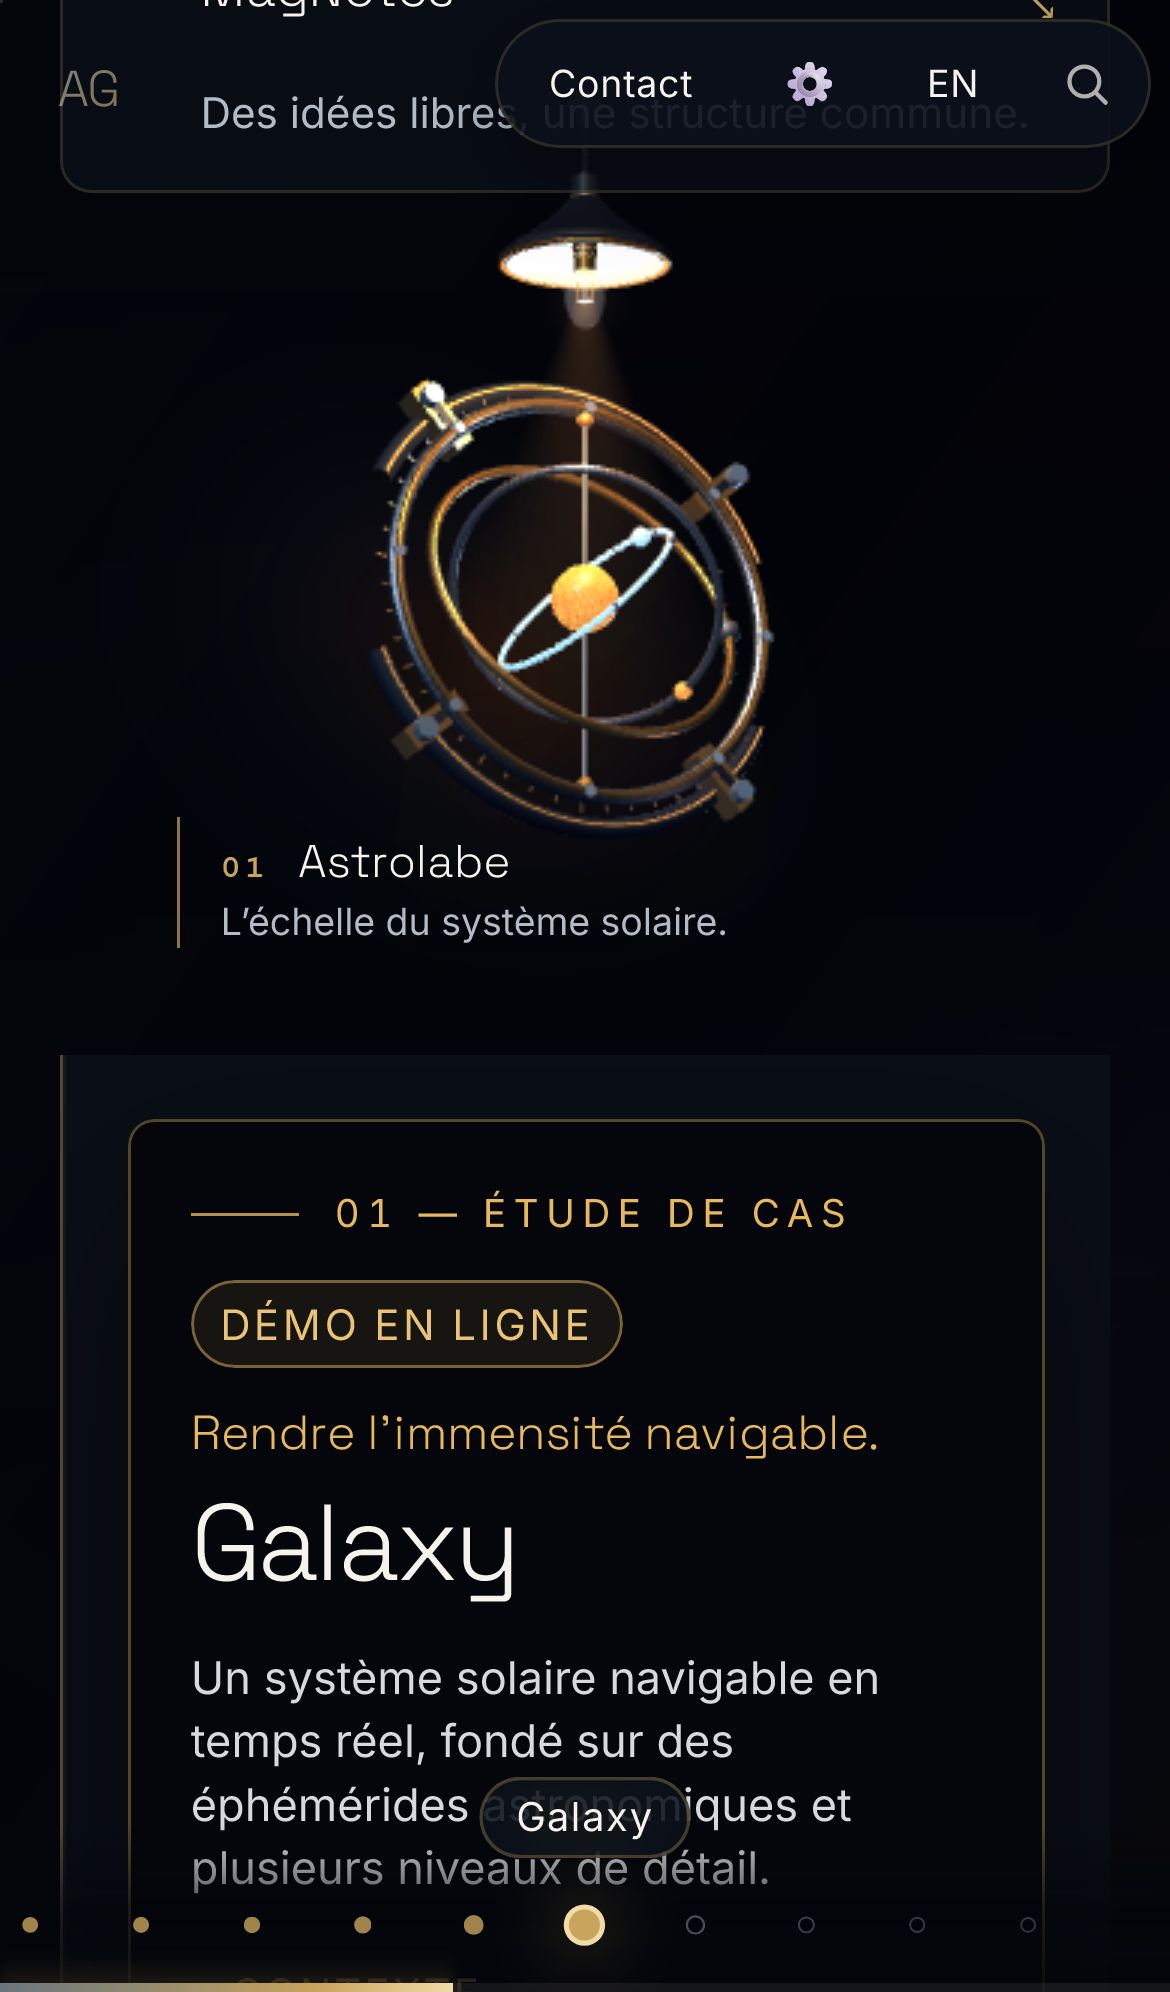 MagNotes
AG
Contact
EN
Des idées libres, une structure commune.
01 Astrolabe
L’échelle du système solaire.
01 — ÉTUDE DE CAS
DÉMO EN LIGNE
Rendre l’immensité navigable.
Galaxy
Un système solaire navigable en
temps réel, fondé sur des
éphémérides astronomiques et
Galaxy
plusieurs niveaux de détail.
CONTEXTE